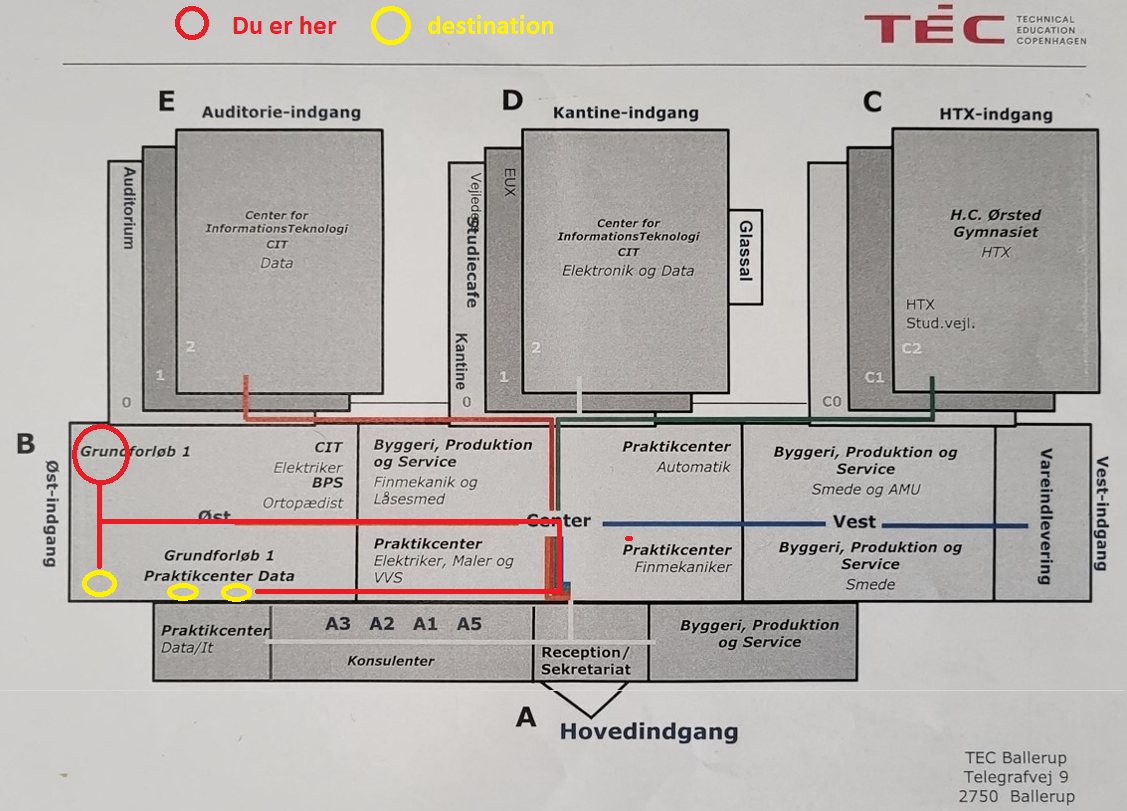 Du er her
destination
TEC
TECHNICAL
EDUCATION
COPENHAGEN
E
Auditorie-indgang
D
Kantine-indgang
C
HTX-indgang
Auditorium
Center for
InformationsTeknologi
CIT
Data
2
1
0
Vejleder
Studiecafe
Kantine
EUX
Center for
InformationsTeknologi
CIT
Elektronik og Data
2
1
0
Glassal
H.C. Ørsted
Gymnasiet
HTX
HTX
Stud.vejl.
C2
C1
C0
B
Øst-indgang
Grundforløb 1
CIT
Elektriker
BPS
Ortopædist
Byggeri, Produktion
og Service
Finmekanik og
Låsesmed
Praktikcenter
Automatik
Byggeri, Produktion og
Service
Smede og AMU
Vareindlevering
Vest-indgang
Øst
Center
Vest
Grundforløb 1
Praktikcenter Data
Praktikcenter
Elektriker, Maler og
VVS
Praktikcenter
Finmekaniker
Byggeri, Produktion og
Service
Smede
Praktikcenter
Data/It
A3 A2 A1 A5
Konsulenter
Reception/
Sekretariat
Byggeri, Produktion
og Service
A
Hovedindgang
TEC Ballerup
Telegrafvej 9
2750 Ballerup